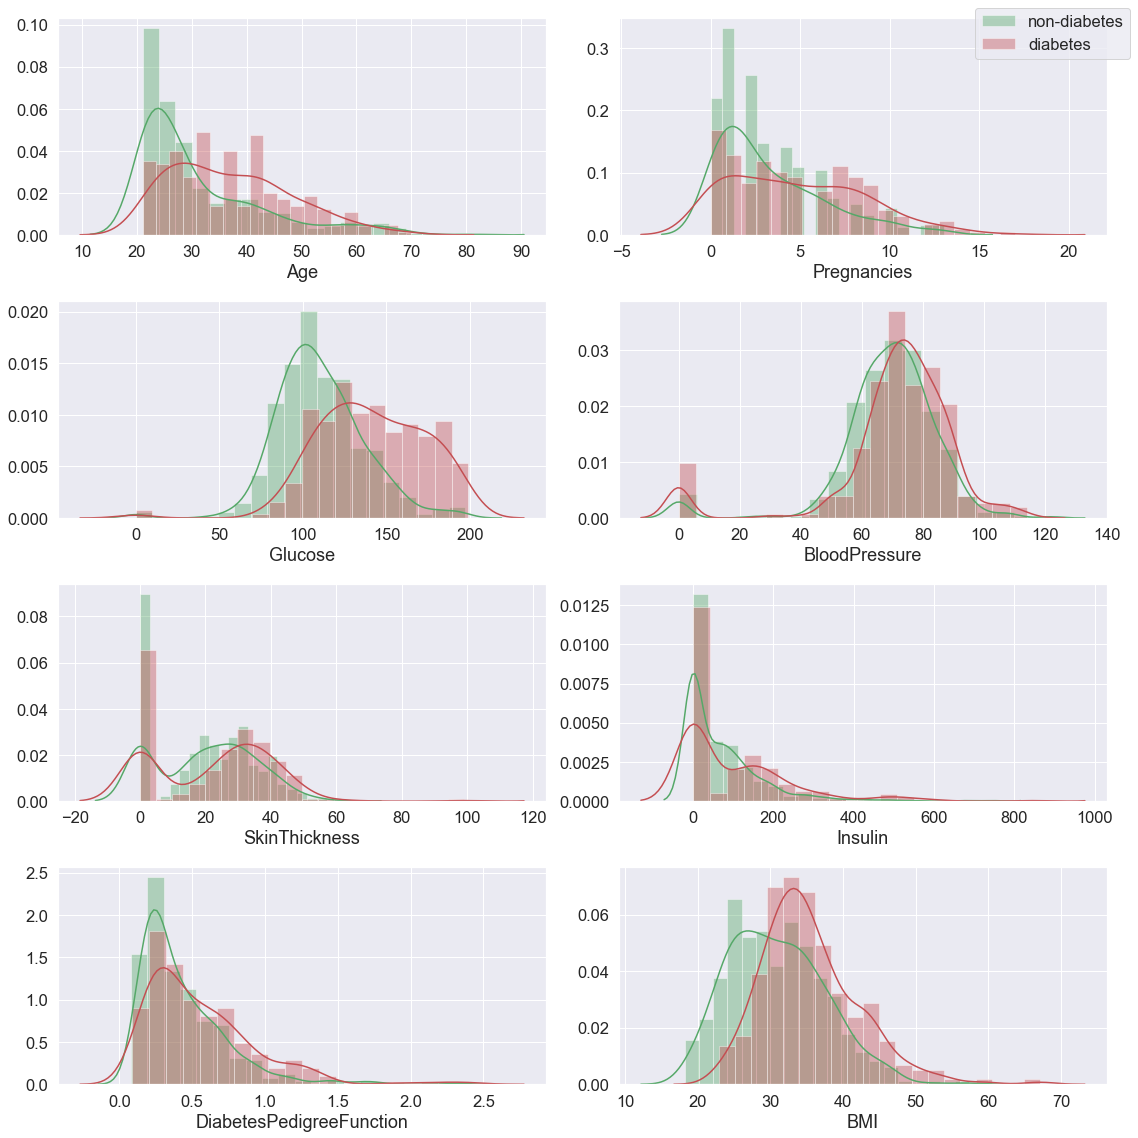 non-diabetes
diabetes
0.10
0.08
0.06
0.04
0.02
0.00
10 20 30 40 50 60 70 80 90
Age
0.3
0.2
0.1
0.0
−5 0 5 10 15 20
Pregnancies
0.020
0.015
0.010
0.005
0.000
0 50 100 150 200
Glucose
0.03
0.02
0.01
0.00
0 20 40 60 80 100 120 140
BloodPressure
0.08
0.06
0.04
0.02
0.00
−20 0 20 40 60 80 100 120
SkinThickness
0.0125
0.0100
0.0075
0.0050
0.0025
0.0000
0 200 400 600 800 1000
Insulin
2.5
2.0
1.5
1.0
0.5
0.0
0.0 0.5 1.0 1.5 2.0 2.5
DiabetesPedigreeFunction
0.06
0.04
0.02
0.00
10 20 30 40 50 60 70
BMI